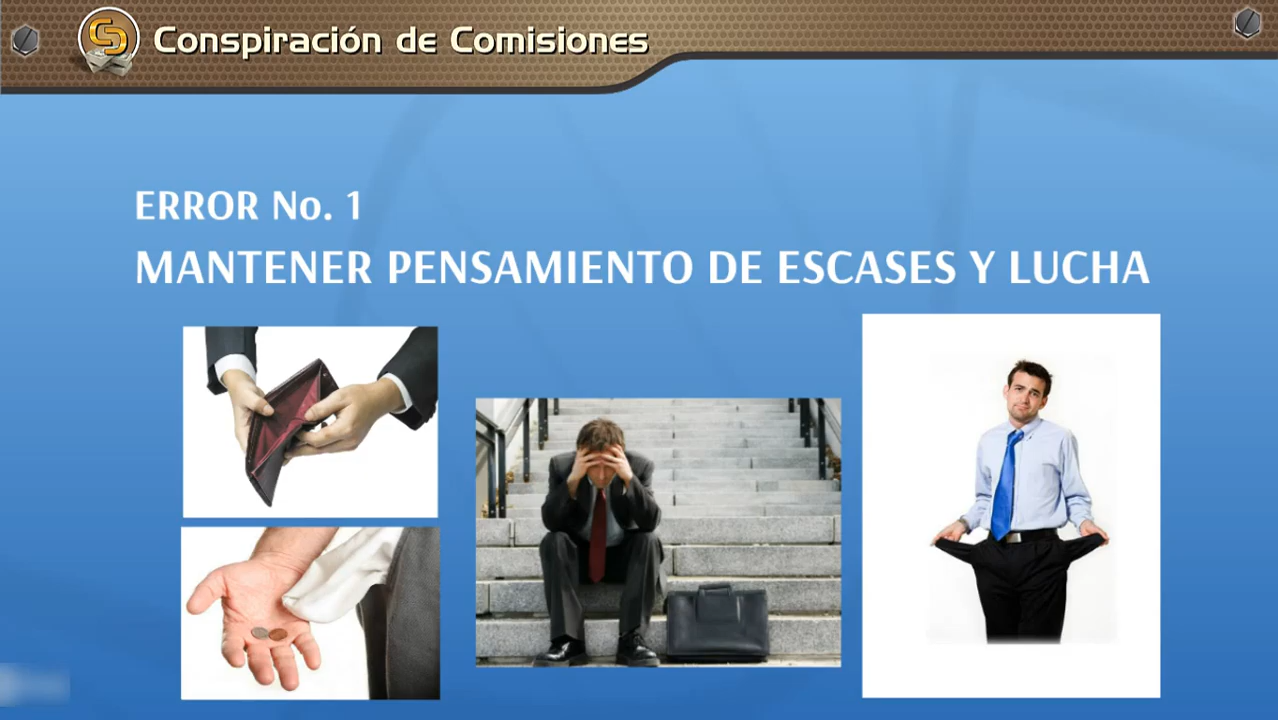 Conspiración de Comisiones
ERROR No. 1
MANTENER PENSAMIENTO DE ESCASES Y LUCHA